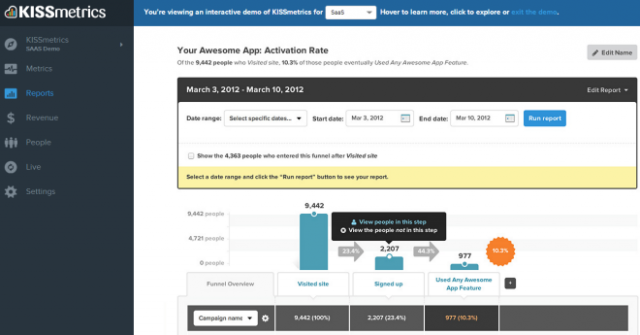 KISSmetrics
You're viewing an interactive demo of KISSmetrics for SaaS Hover to learn more, click to explore or exit the demo.
KISSmetrics
SAAS Demo
Metrics
Reports
Revenue
People
Live
Settings
Your Awesome App: Activation Rate
Edit Name
Of the 9,442 people who Visited site, 10.3% of those people eventually Used Any Awesome App Feature.
March 3, 2012 - March 10, 2012
Edit Report
Date range: Select specific dates... Start date: Mar 3, 2012 End date: Mar 10, 2012 Run report
Show the 4,363 people who entered this funnel after Visited site
Select a date range and click the "Run report" button to see your report.
9,442
9,442 people
View people in this step
View the people not in this step
4,721 people
23.4%
2,207
44.3%
977
10.3%
0 people
Funnel Overview
Visited site
Signed up
Used Any Awesome App Feature
Campaign name
9,442 (100%)
2,207 (23.4%)
977 (10.3%)